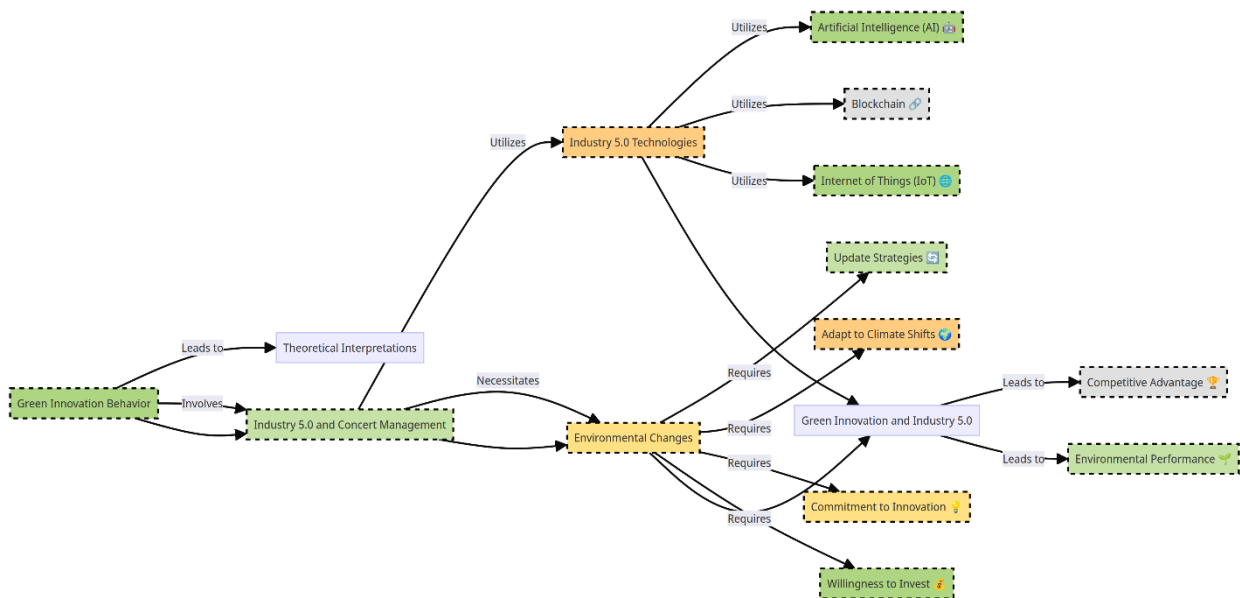 Utilizes
Artificial Intelligence (AI) 🤖
Utilizes
Blockchain 🔗
Utilizes
Industry 5.0 Technologies
Utilizes
Internet of Things (IoT) 🌐
Update Strategies 🔄
Adapt to Climate Shifts 🌍
Leads to
Theoretical Interpretations
Requires
Necessitates
Leads to
Competitive Advantage 🏆
Green Innovation Behavior
Involves
Industry 5.0 and Concert Management
Green Innovation and Industry 5.0
Requires
Environmental Changes
Leads to
Environmental Performance 🌱
Requires
Commitment to Innovation 💡
Requires
Willingness to Invest 💰